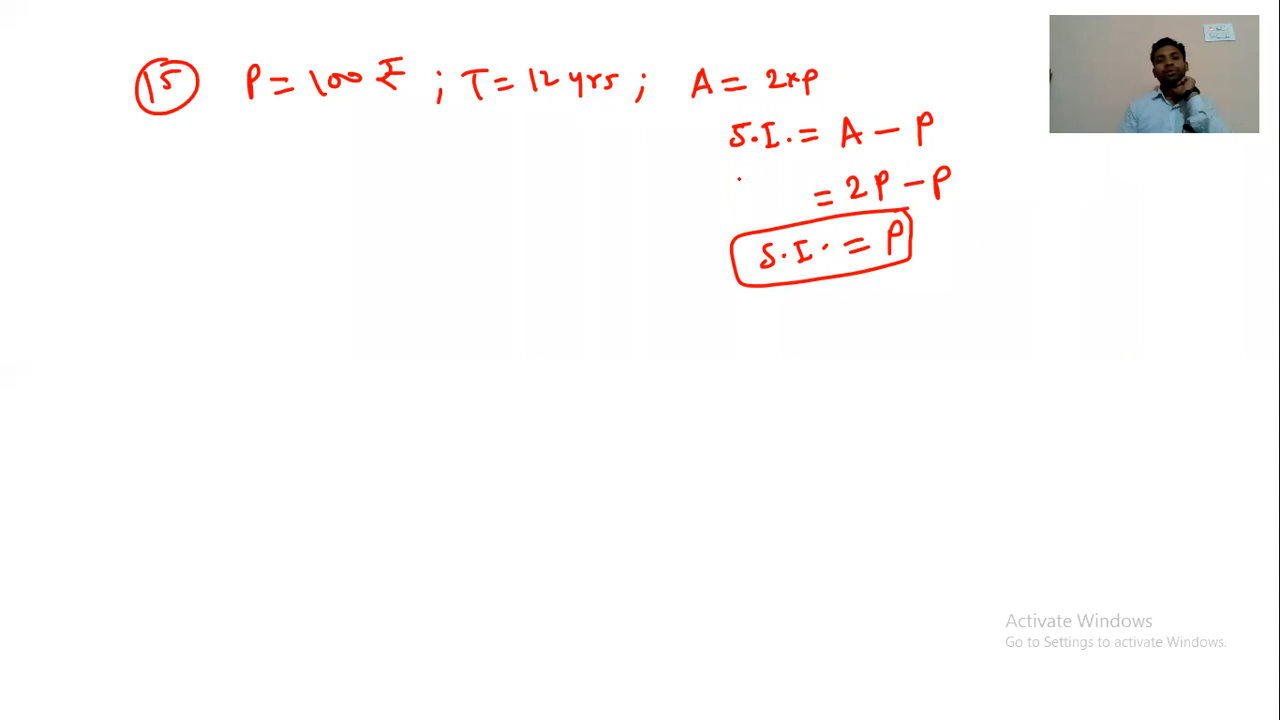 15 P = 100 ₹ ; T = 12 yrs ; A = 2×P
S.I. = A − P
= 2P − P
S.I. = P
Activate Windows
Go to Settings to activate Windows.